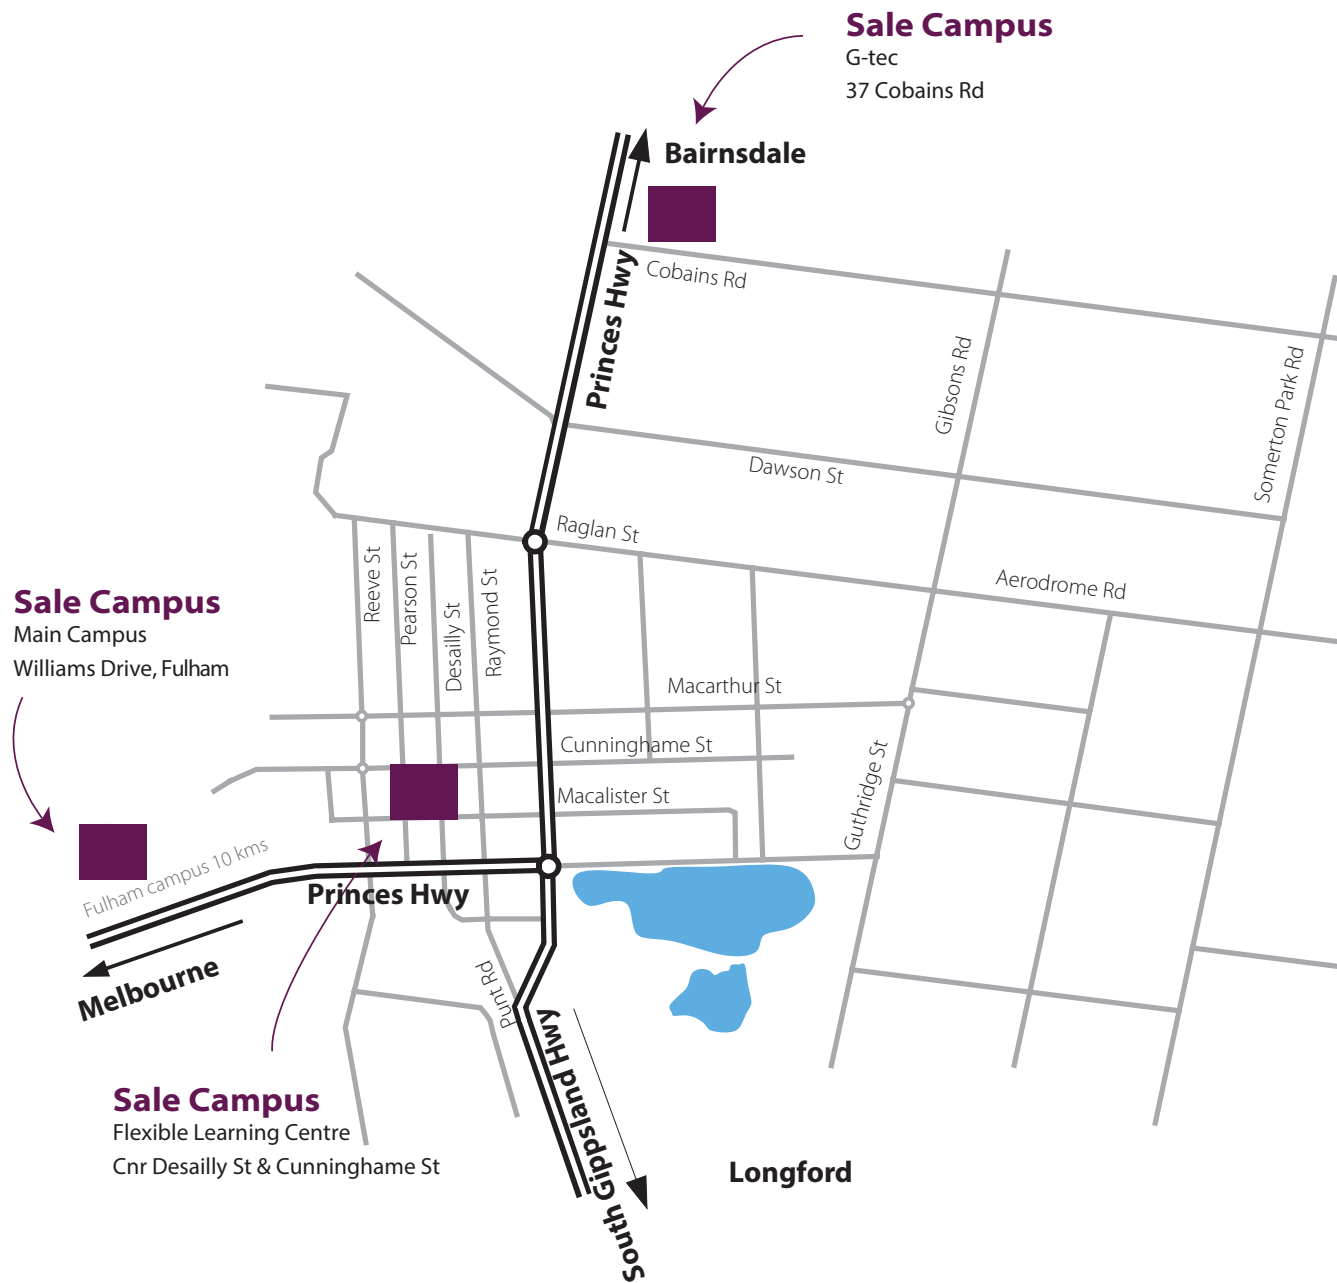 Sale Campus
G-tec
37 Cobains Rd
Bairnsdale
Princes Hwy
Cobains Rd
Gibsons Rd
Somerton Park Rd
Dawson St
Raglan St
Aerodrome Rd
Reeve St
Pearson St
Desailly St
Raymond St
Sale Campus
Main Campus
Williams Drive, Fulham
Macarthur St
Cunninghame St
Macalister St
Guthridge St
Fulham campus 10 kms
Princes Hwy
Melbourne
Punt Rd
South Gippsland Hwy
Sale Campus
Flexible Learning Centre
Cnr Desailly St & Cunninghame St
Longford